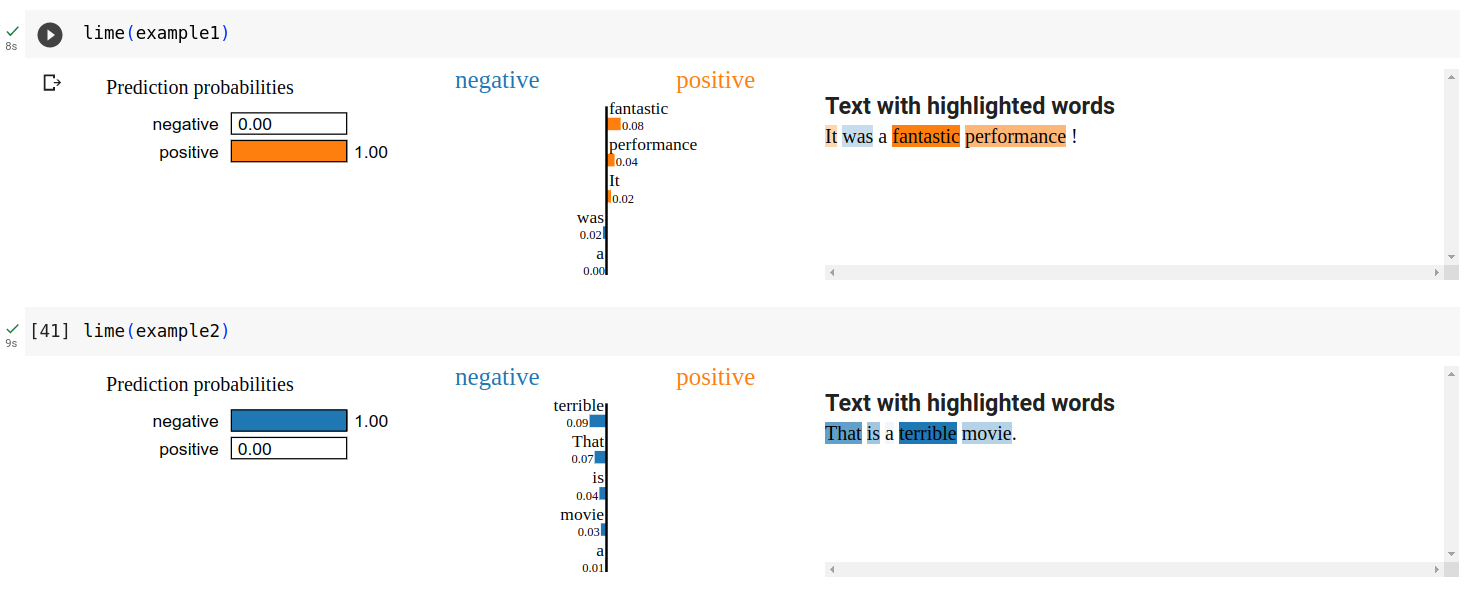 lime(example1)
8s
Prediction probabilities
negative 0.00
positive 1.00
negative positive
fantastic
0.08
performance
0.04
It
0.02
was
0.02
a
0.00
Text with highlighted words
It was a fantastic performance !
[41] lime(example2)
9s
Prediction probabilities
negative 1.00
positive 0.00
negative positive
terrible
0.09
That
0.07
is
0.04
movie
0.03
a
0.01
Text with highlighted words
That is a terrible movie.